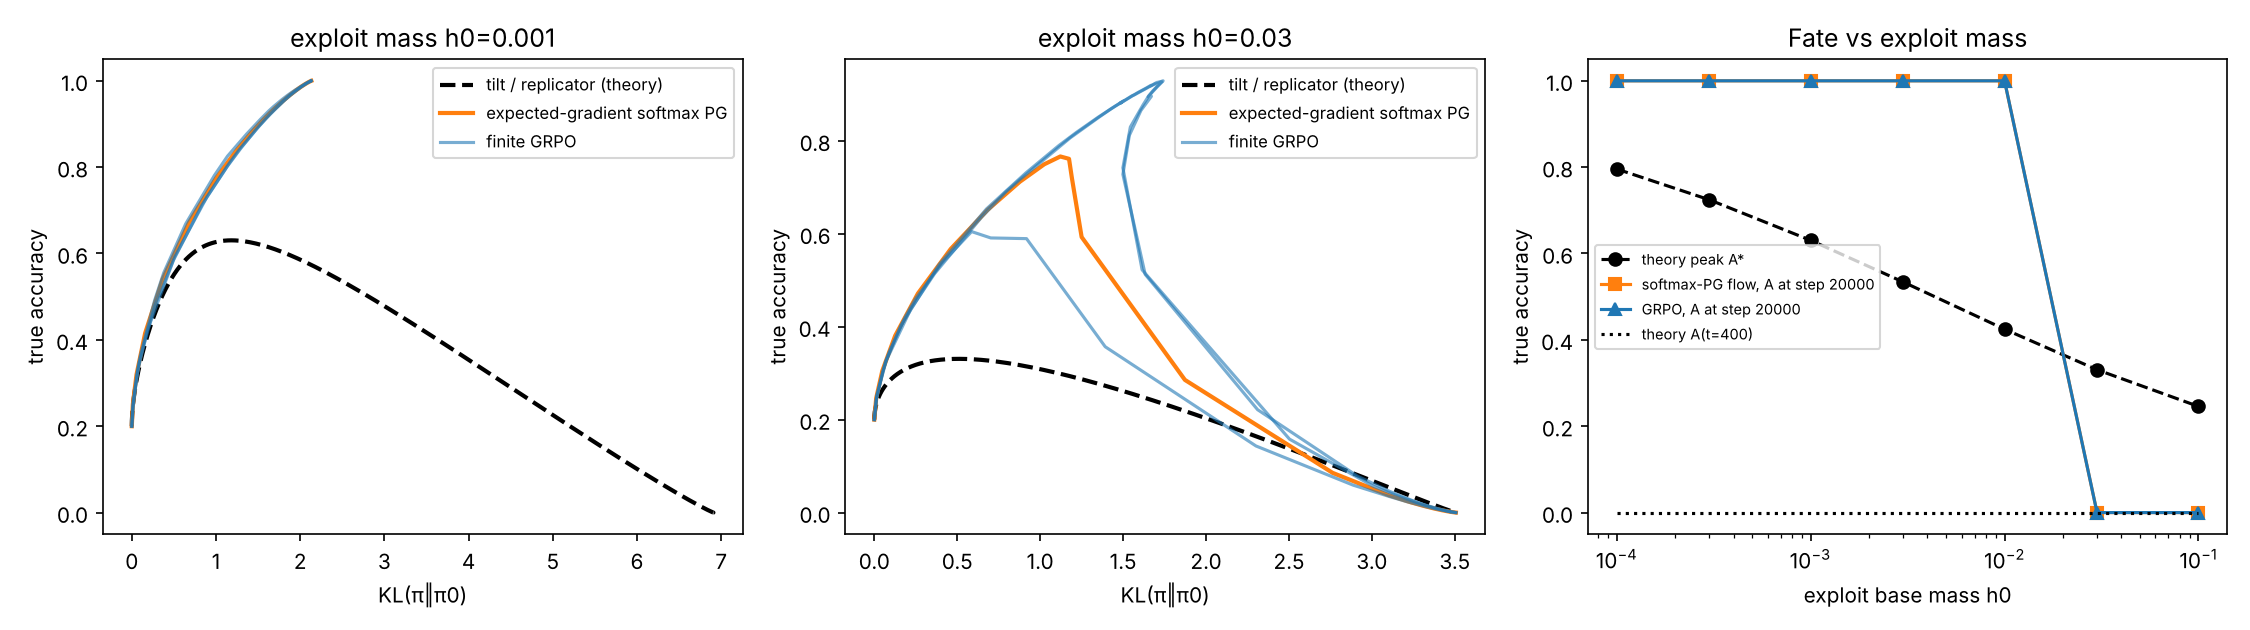 exploit mass h0=0.001
true accuracy
1.0
0.8
0.6
0.4
0.2
0.0
tilt / replicator (theory)
expected-gradient softmax PG
finite GRPO
0 1 2 3 4 5 6 7
KL(π‖π0)
exploit mass h0=0.03
true accuracy
0.8
0.6
0.4
0.2
0.0
tilt / replicator (theory)
expected-gradient softmax PG
finite GRPO
0.0 0.5 1.0 1.5 2.0 2.5 3.0 3.5
KL(π‖π0)
Fate vs exploit mass
true accuracy
1.0
0.8
0.6
0.4
0.2
0.0
theory peak A*
softmax-PG flow, A at step 20000
GRPO, A at step 20000
theory A(t=400)
10⁻⁴ 10⁻³ 10⁻² 10⁻¹
exploit base mass h0